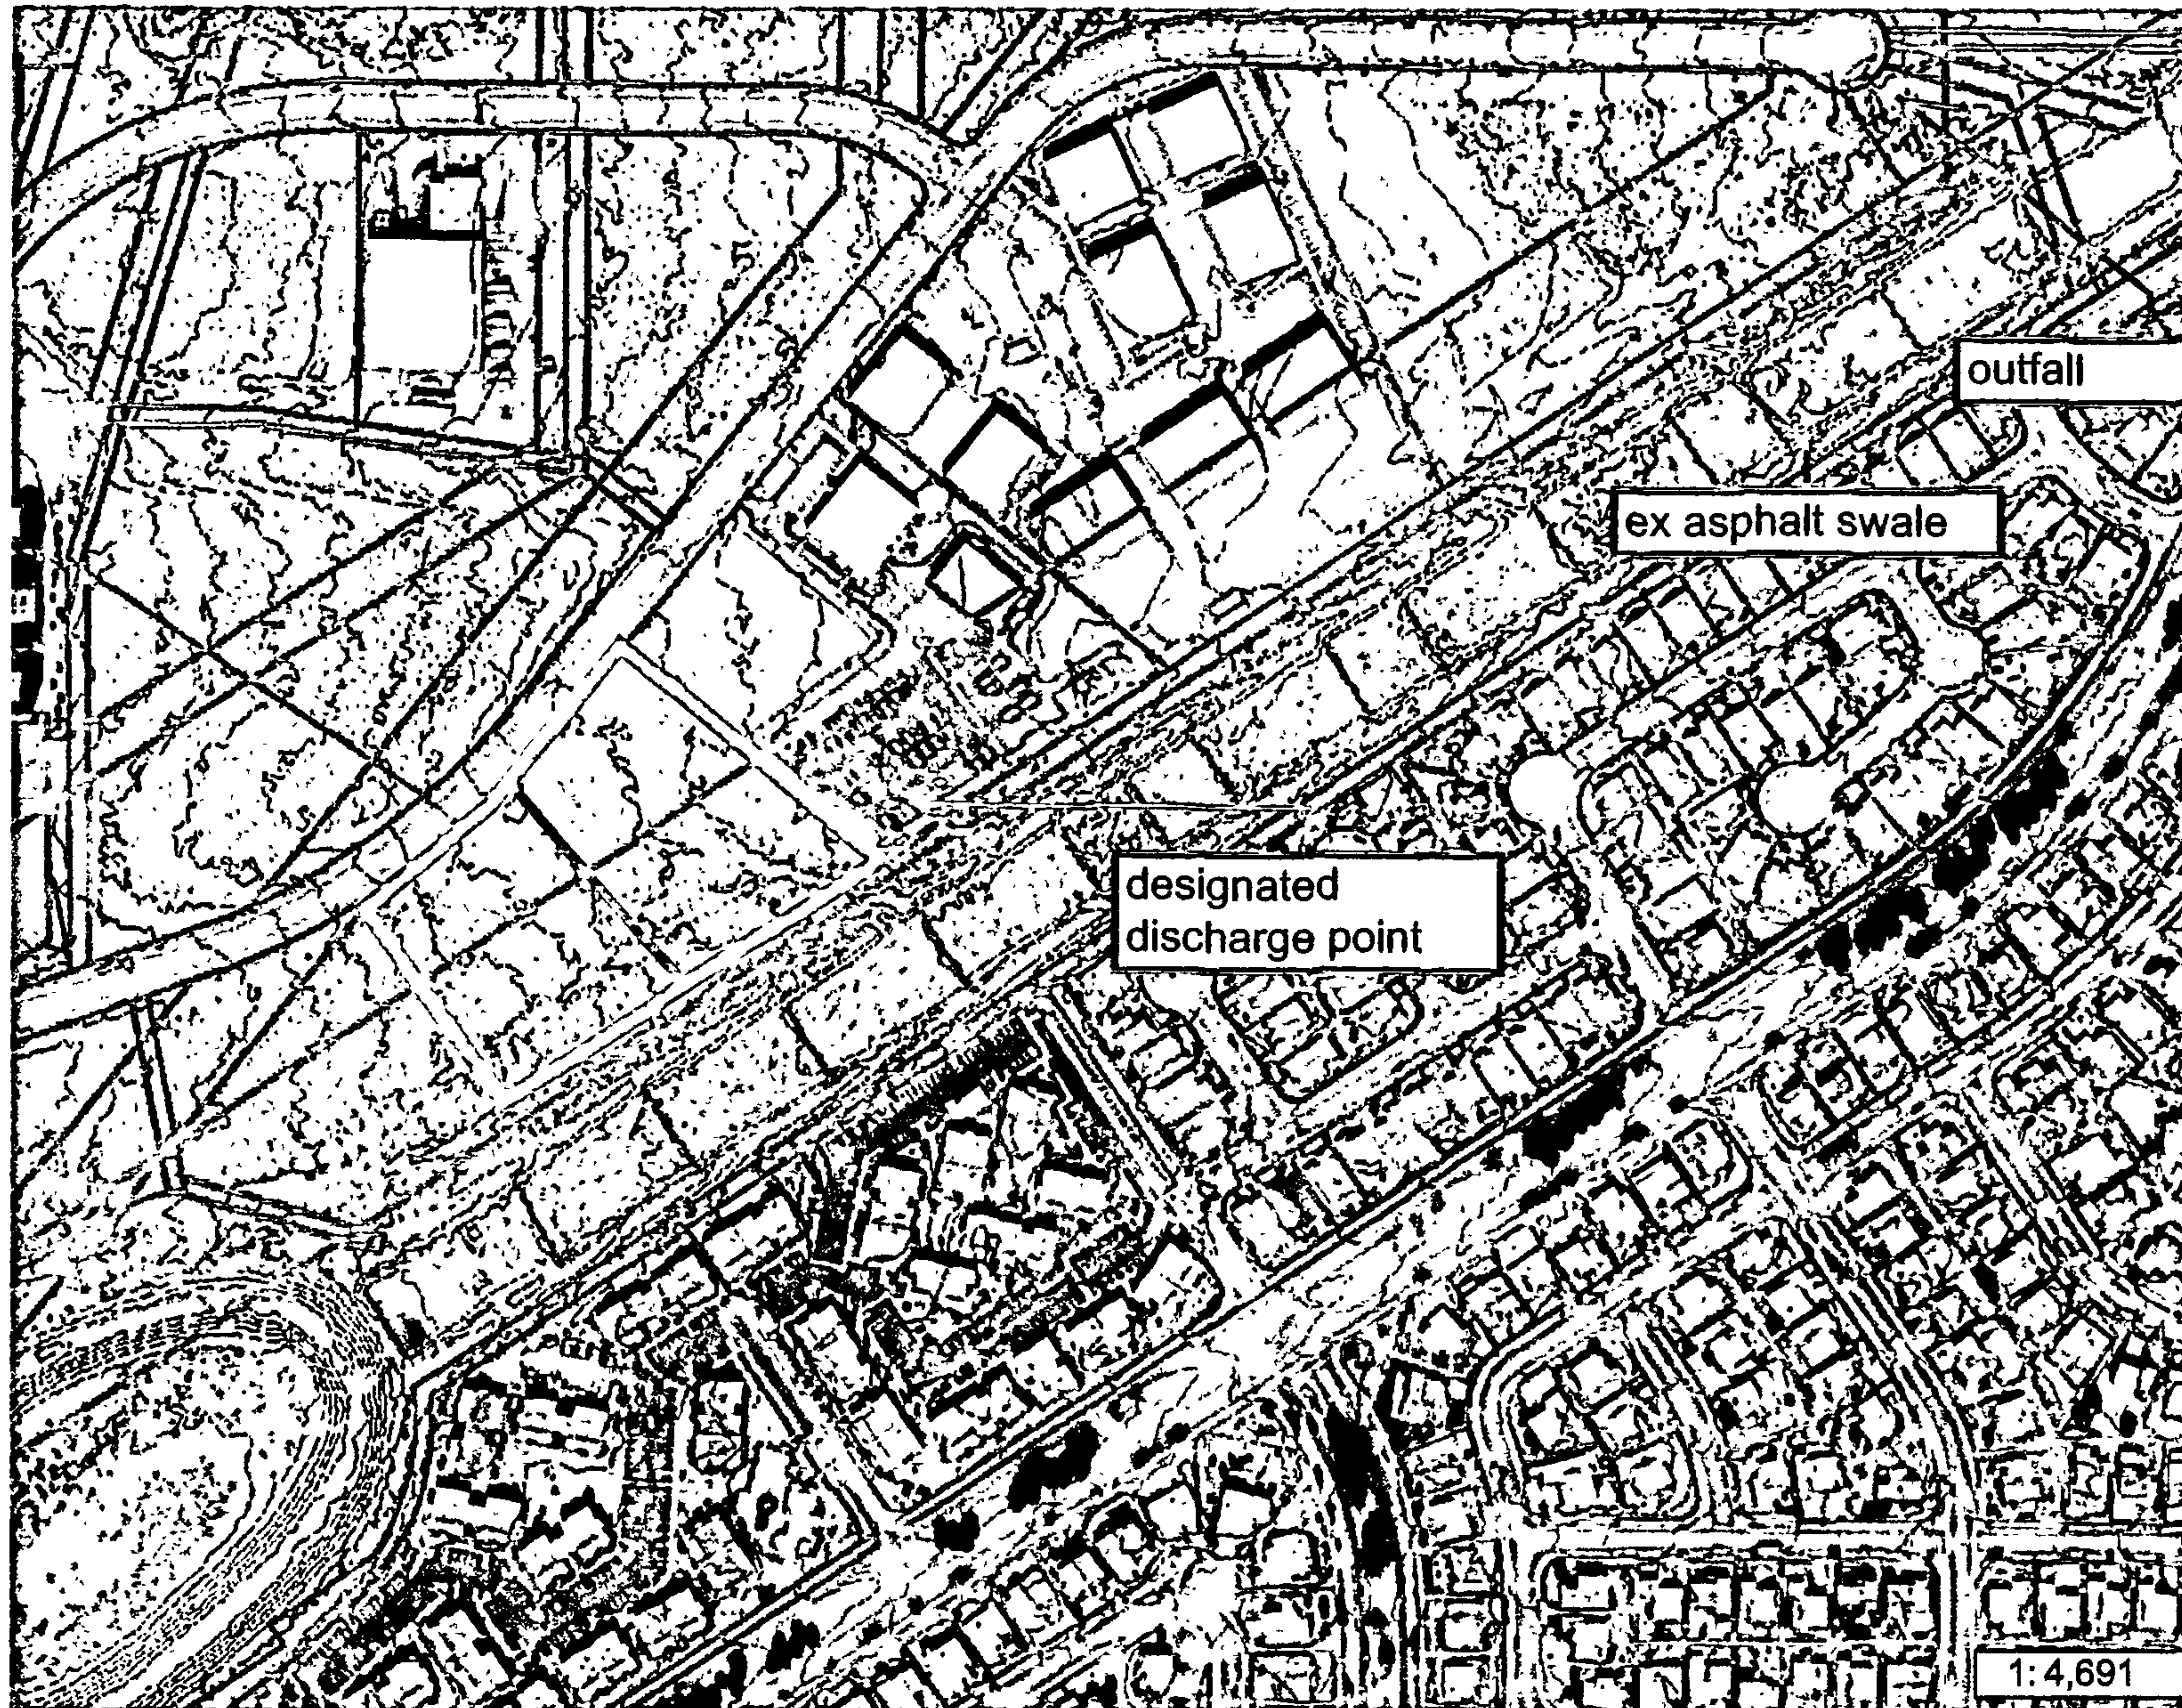 outfall
ex asphalt swale
designated
discharge point
1: 4,691